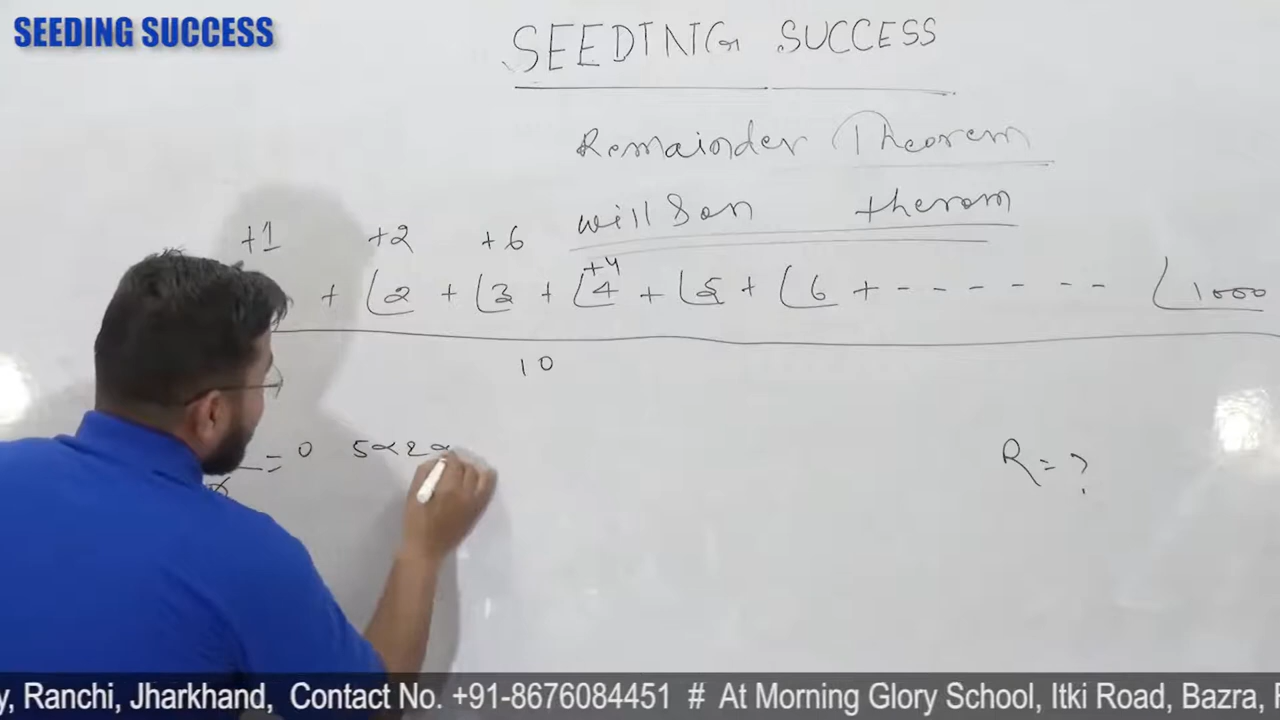 SEEDING SUCCESS
SEEDING SUCCESS
Remainder Theorem
willson therom
+1 +2 +6 +4
+ 2 + 3 + 4 + 5 + 6 + - - - - - - - 1000
10
= 0 5×2×
R = ?
y, Ranchi, Jharkhand, Contact No. +91-8676084451 # At Morning Glory School, Itki Road, Bazra,